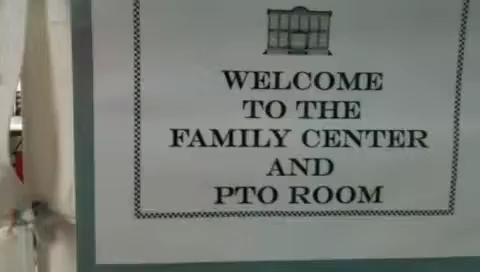 WELCOME
TO THE
FAMILY CENTER
AND
PTO ROOM